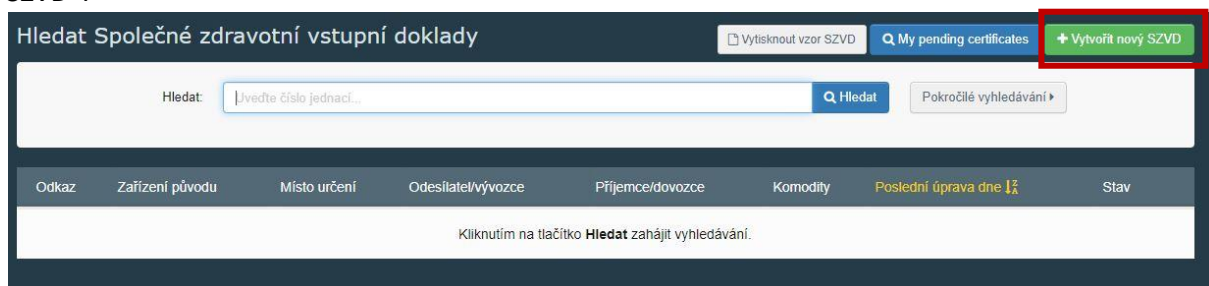 Hledat Společné zdravotní vstupní doklady
Vytisknout vzor SZVD
My pending certificates
Vytvořit nový SZVD
Hledat:
Uveďte číslo jednací...
Hledat
Pokročilé vyhledávání
Odkaz Zařízení původu Místo určení Odesílatel/vývozce Příjemce/dovozce Komodity Poslední úprava dne Stav
Kliknutím na tlačítko Hledat zahájit vyhledávání.